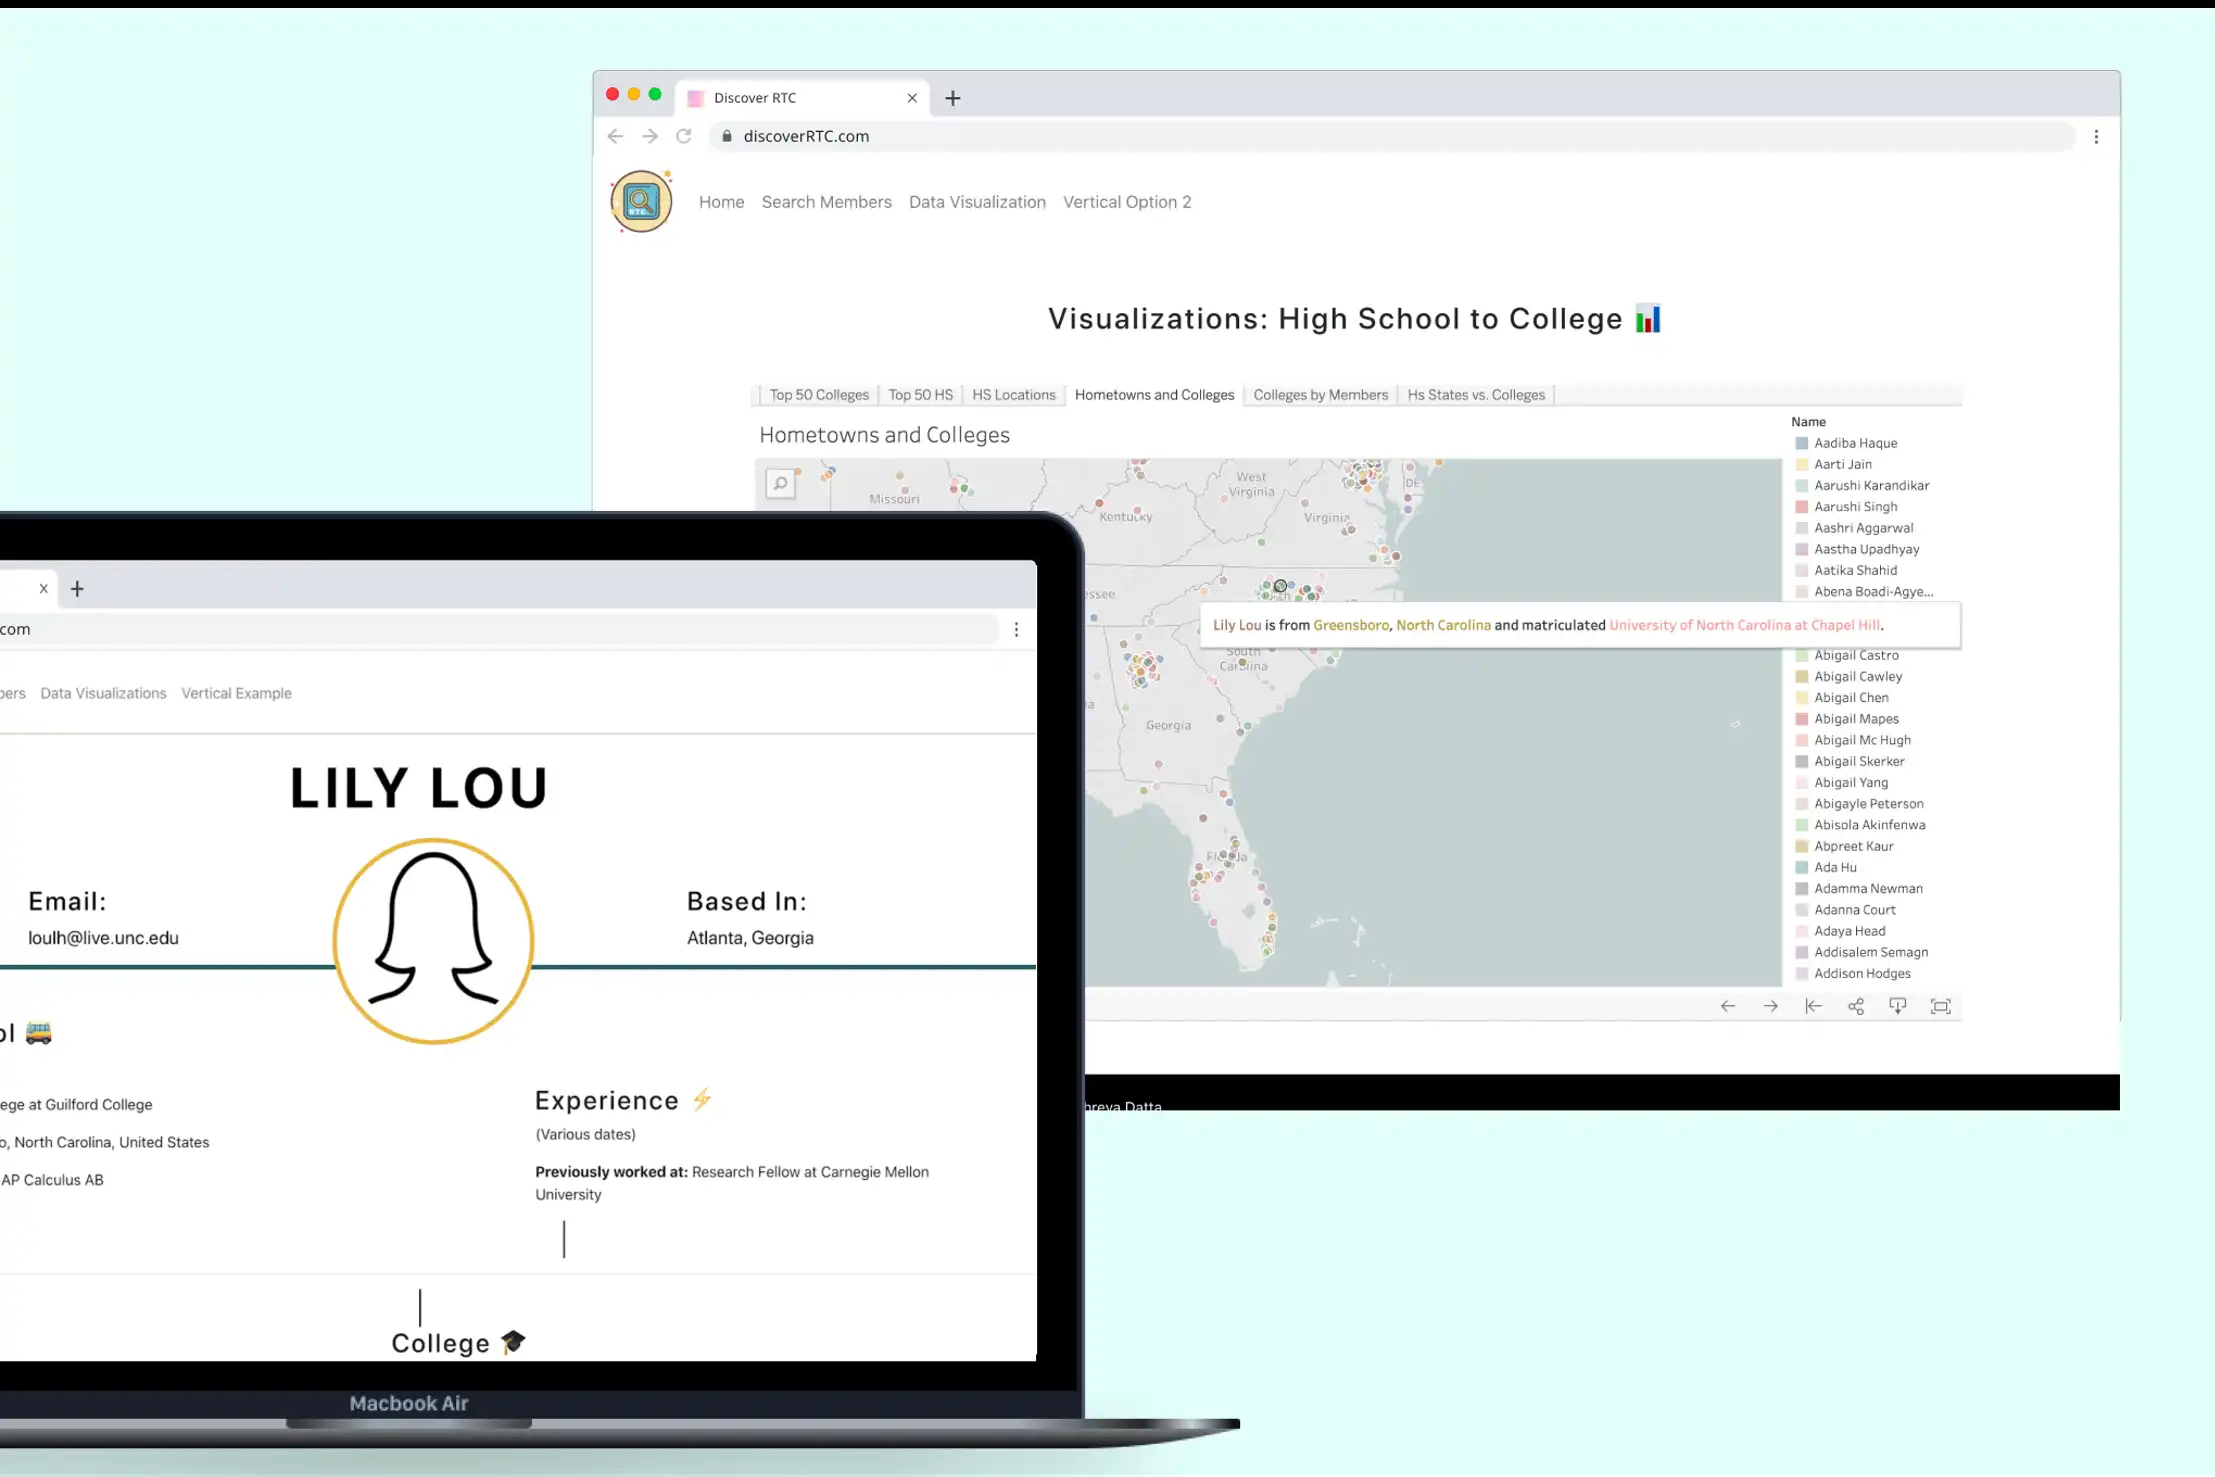 Discover RTC
discoverRTC.com
RTC
Home Search Members Data Visualization Vertical Option 2
Visualizations: High School to College
Top 50 Colleges Top 50 HS HS Locations Hometowns and Colleges Colleges by Members Hs States vs. Colleges
Hometowns and Colleges
Missouri
West
Virginia
DE
Kentucky
Virginia
ssee
Lily Lou is from Greensboro, North Carolina and matriculated University of North Carolina at Chapel Hill.
South
Carolina
Georgia
Florida
Name
Aadiba Haque
Aarti Jain
Aarushi Karandikar
Aarushi Singh
Aashri Aggarwal
Aastha Upadhyay
Aatika Shahid
Abena Boadi-Agye...
Abigail Castro
Abigail Cawley
Abigail Chen
Abigail Mapes
Abigail Mc Hugh
Abigail Skerker
Abigail Yang
Abigayle Peterson
Abisola Akinfenwa
Abpreet Kaur
Ada Hu
Adamma Newman
Adanna Court
Adaya Head
Addisalem Semagn
Addison Hodges
hreya Datta
com
bers Data Visualizations Vertical Example
LILY LOU
Email:
loulh@live.unc.edu
Based In:
Atlanta, Georgia
ol
ege at Guilford College
o, North Carolina, United States
AP Calculus AB
Experience
(Various dates)
Previously worked at: Research Fellow at Carnegie Mellon
University
College
Macbook Air